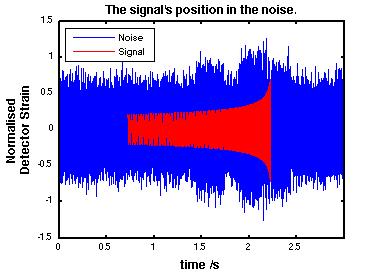 The signal's position in the noise.
1.5
Noise
Signal
1
0.5
0
-0.5
-1
-1.5
Normalised
Detector Strain
0 0.5 1 1.5 2 2.5
time /s